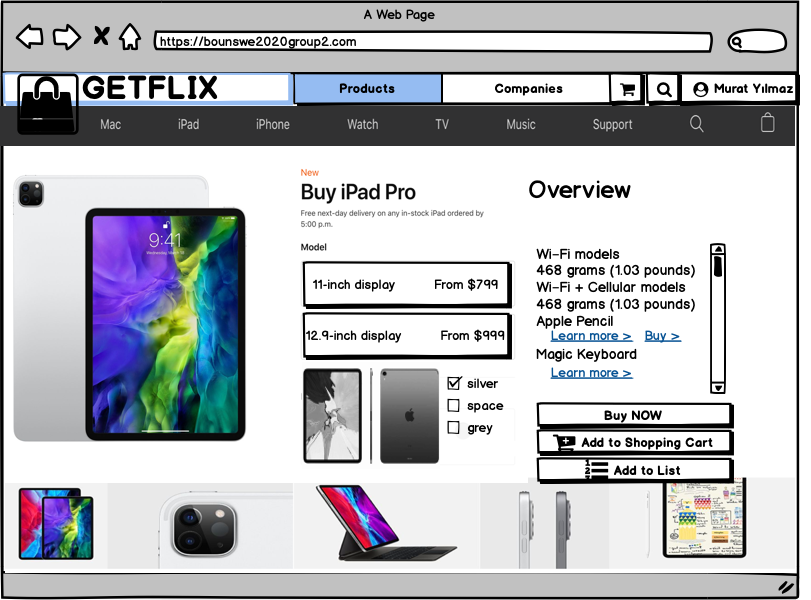 A Web Page
https://bounswe2020group2.com
GETFLIX
Products
Companies
Murat Yılmaz
Mac
iPad
iPhone
Watch
TV
Music
Support
New
Buy iPad Pro
Free next-day delivery on any in-stock iPad ordered by
5:00 p.m.
Model
11-inch display From $799
12.9-inch display From $999
silver
space
grey
9:41
Overview
Wi-Fi models
468 grams (1.03 pounds)
Wi-Fi + Cellular models
468 grams (1.03 pounds)
Apple Pencil
Learn more > Buy >
Magic Keyboard
Learn more >
Buy NOW
Add to Shopping Cart
Add to List